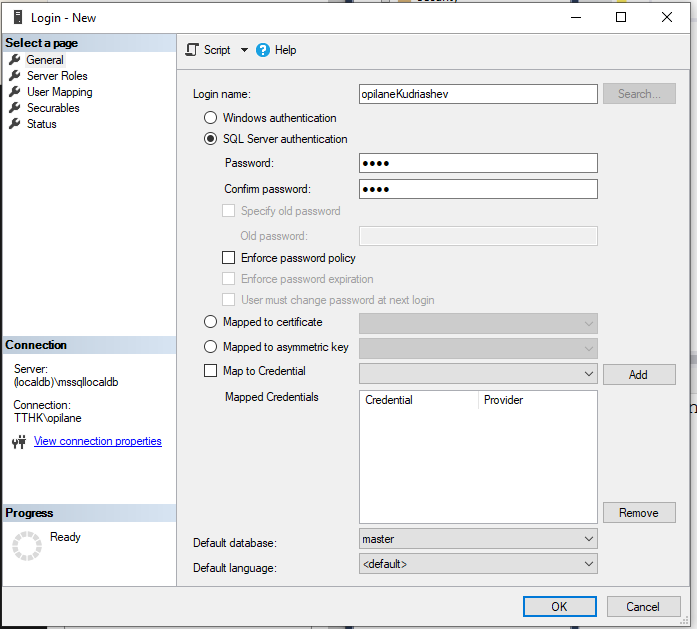 Login - New
Select a page
General
Server Roles
User Mapping
Securables
Status
Script
Help
Login name:
opilaneKudriashev
Search...
Windows authentication
SQL Server authentication
Password:
●●●●
Confirm password:
●●●●
Specify old password
Old password:
Enforce password policy
Enforce password expiration
User must change password at next login
Mapped to certificate
Mapped to asymmetric key
Map to Credential
Add
Mapped Credentials
Credential Provider
Remove
Default database:
master
Default language:
<default>
Connection
Server:
(localdb)\mssqllocaldb
Connection:
TTHK\opilane
View connection properties
Progress
Ready
OK
Cancel